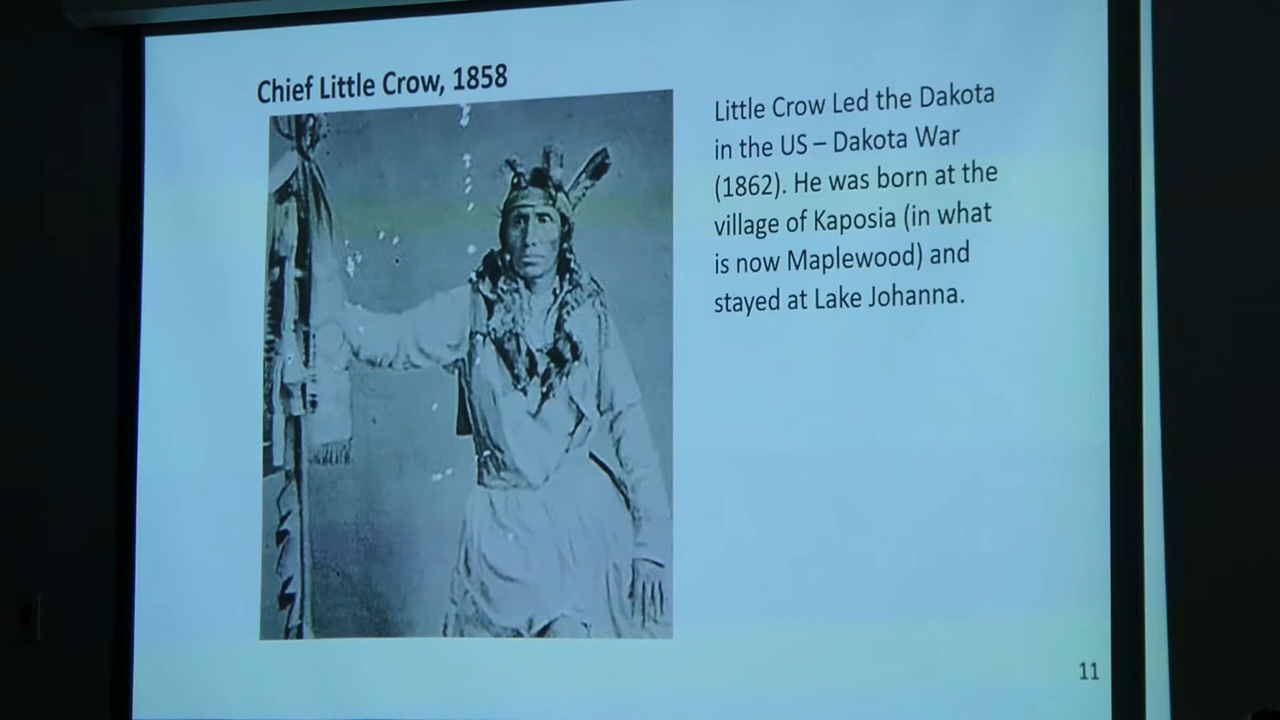 Chief Little Crow, 1858
Little Crow Led the Dakota
in the US – Dakota War
(1862). He was born at the
village of Kaposia (in what
is now Maplewood) and
stayed at Lake Johanna.
11